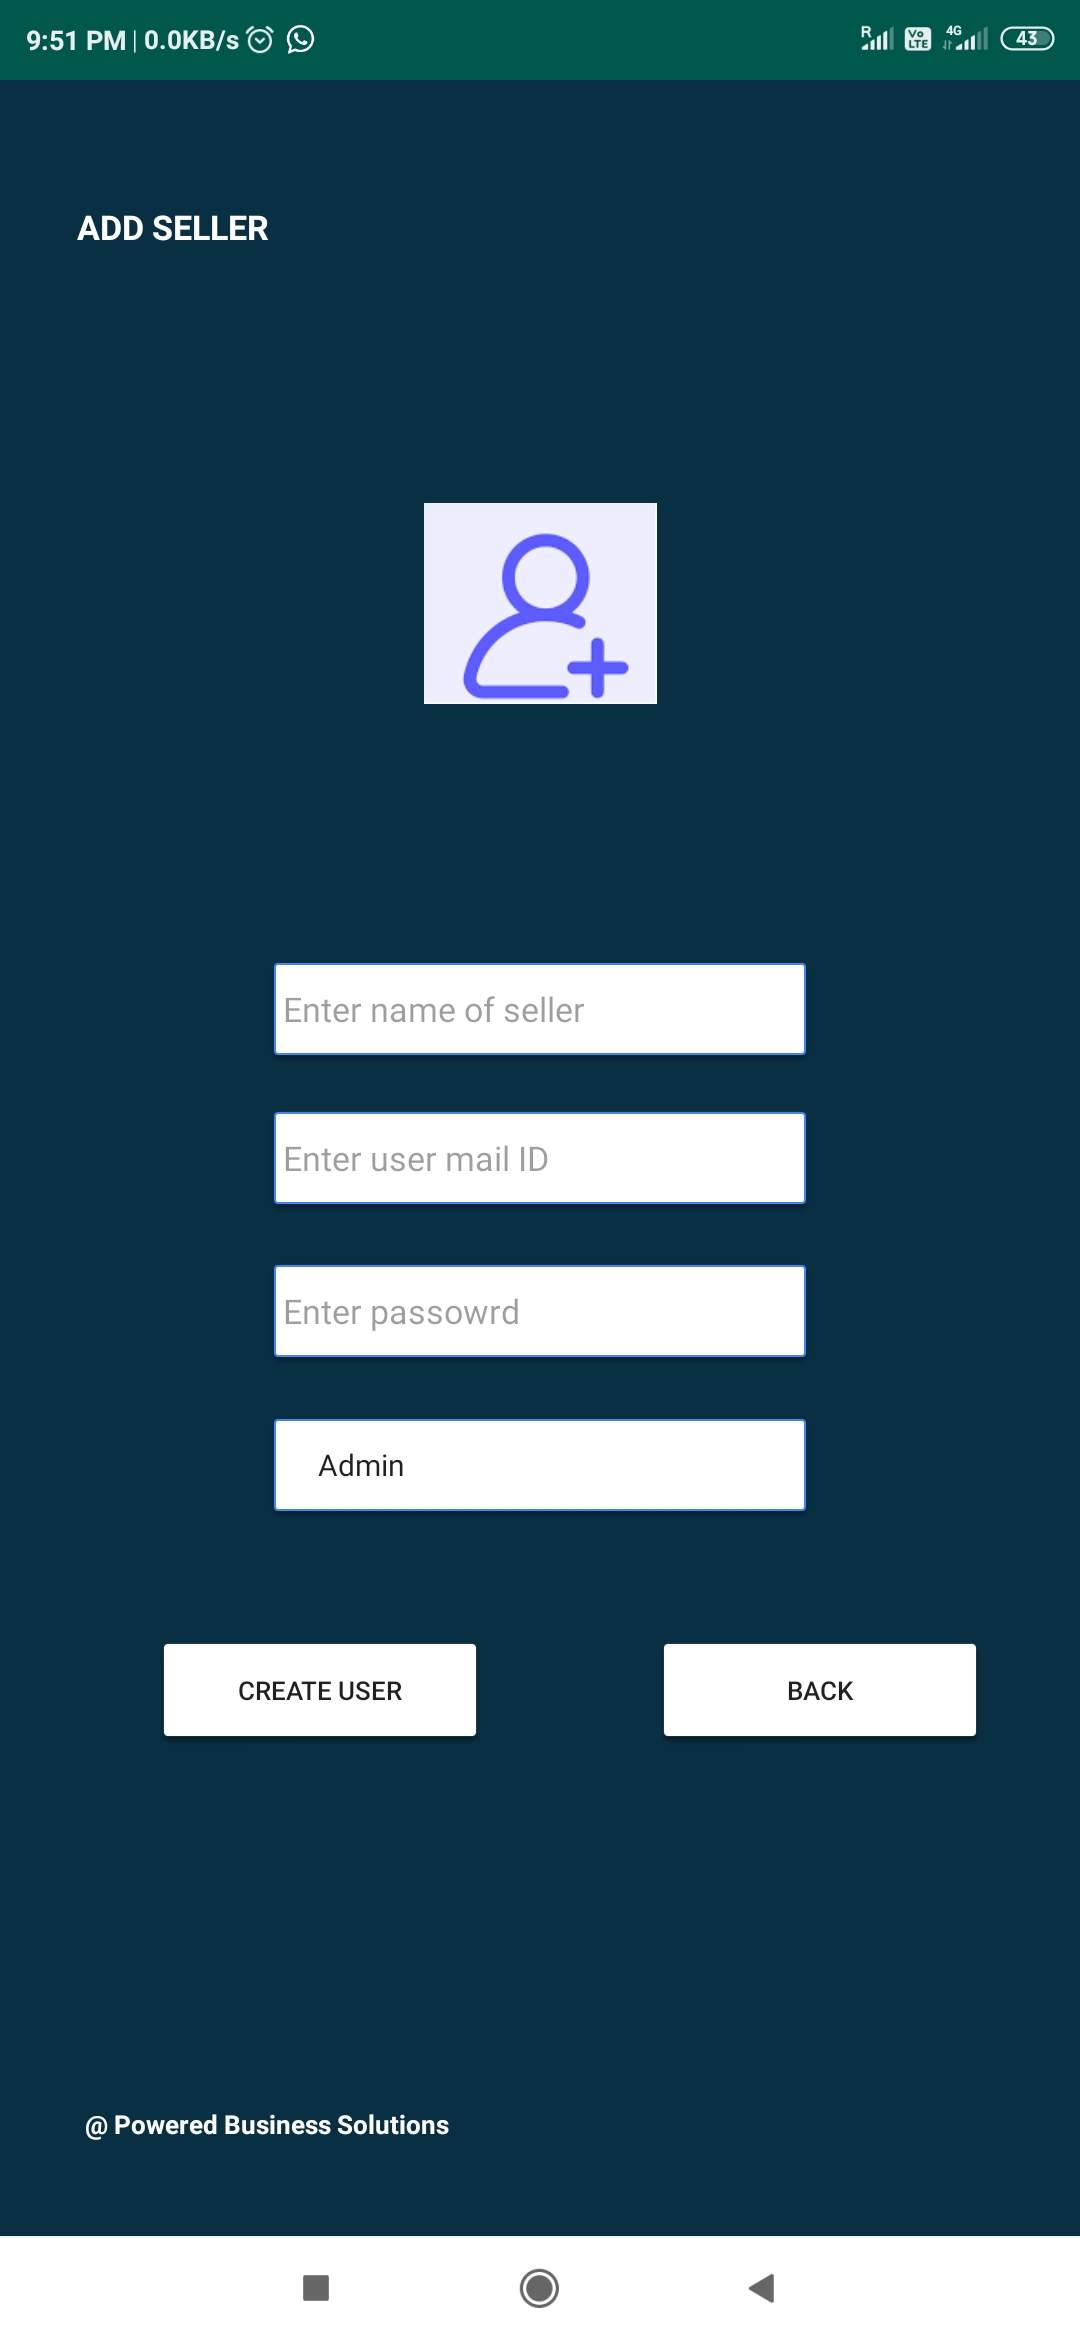 9:51 PM | 0.0KB/s
R Vo LTE 4G 43
ADD SELLER
Enter name of seller
Enter user mail ID
Enter passowrd
Admin
CREATE USER BACK
@ Powered Business Solutions